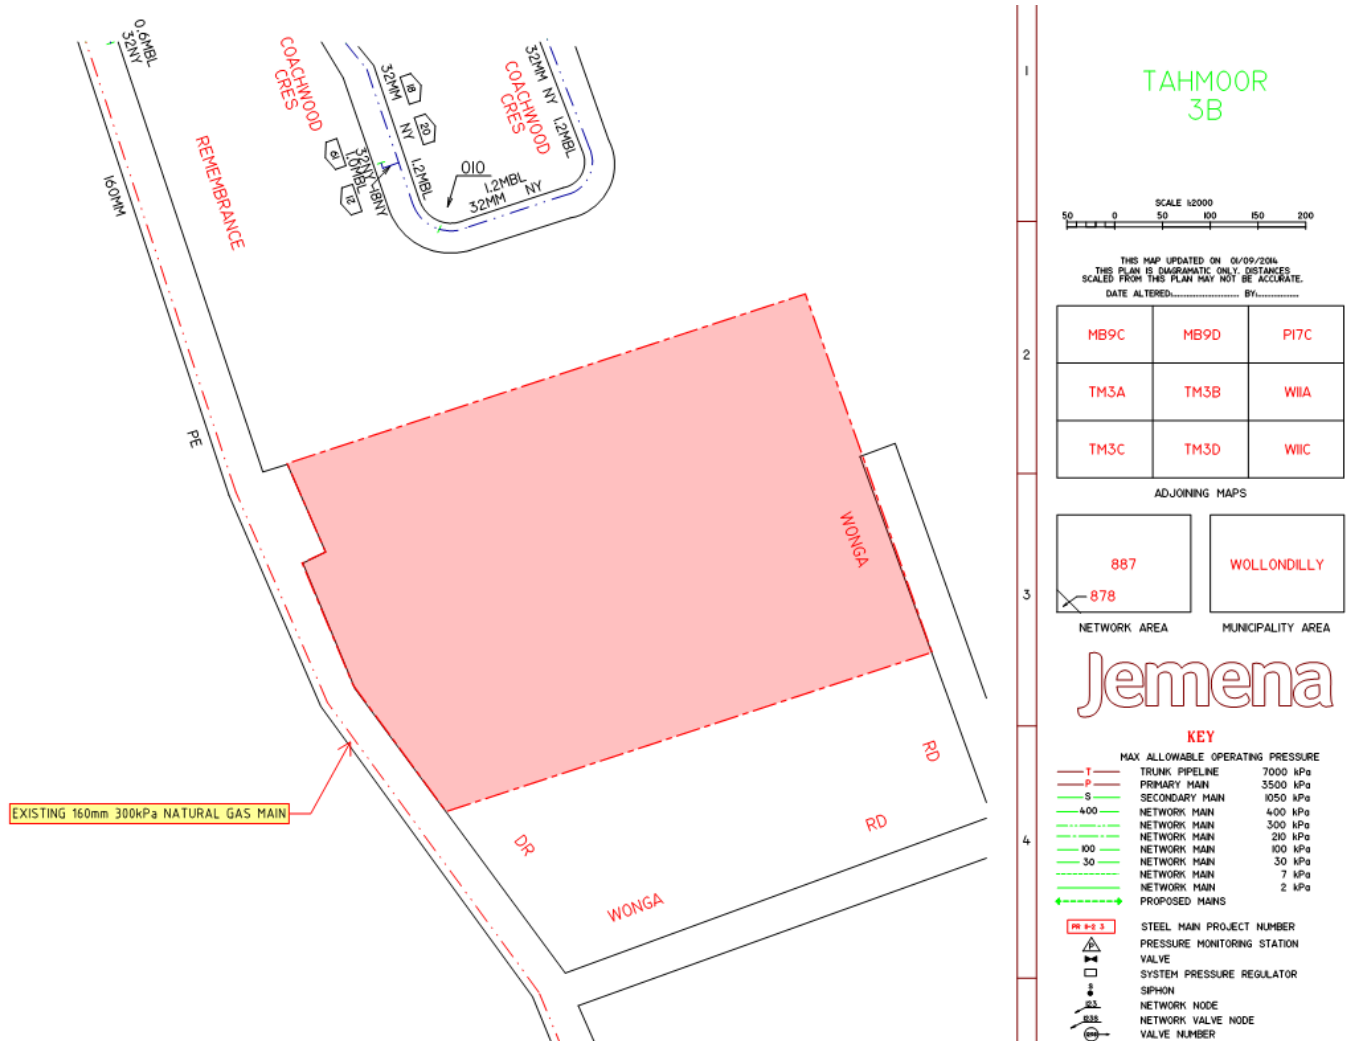 0.6MBL
32NY
160MM
PE
REMEMBRANCE
COACHWOOD
CRES
32MM
NY
1.2MBL
18
20
19
12
32NY-18NY
1.0MBL
010
1.2MBL
32MM NY
COACHWOOD
CRES
32MM NY 1.2MBL
WONGA
RD
RD
WONGA
DR
EXISTING 160mm 300kPa NATURAL GAS MAIN
1
2
3
4
TAHMOOR
3B
SCALE 1:2000
50 0 50 100 150 200
THIS MAP UPDATED ON 01/09/2014
THIS PLAN IS DIAGRAMATIC ONLY. DISTANCES
SCALED FROM THIS PLAN MAY NOT BE ACCURATE.
DATE ALTERED:.................... BY:............
MB9C MB9D P17C
TM3A TM3B W11A
TM3C TM3D W11C
ADJOINING MAPS
887
878
NETWORK AREA
WOLLONDILLY
MUNICIPALITY AREA
Jemena
KEY
MAX ALLOWABLE OPERATING PRESSURE
T TRUNK PIPELINE 7000 kPa
P PRIMARY MAIN 3500 kPa
S SECONDARY MAIN 1050 kPa
400 NETWORK MAIN 400 kPa
NETWORK MAIN 300 kPa
NETWORK MAIN 210 kPa
100 NETWORK MAIN 100 kPa
30 NETWORK MAIN 30 kPa
NETWORK MAIN 7 kPa
NETWORK MAIN 2 kPa
PROPOSED MAINS
STEEL MAIN PROJECT NUMBER
P PRESSURE MONITORING STATION
VALVE
SYSTEM PRESSURE REGULATOR
S SIPHON
123 NETWORK NODE
NETWORK VALVE NODE
VALVE NUMBER